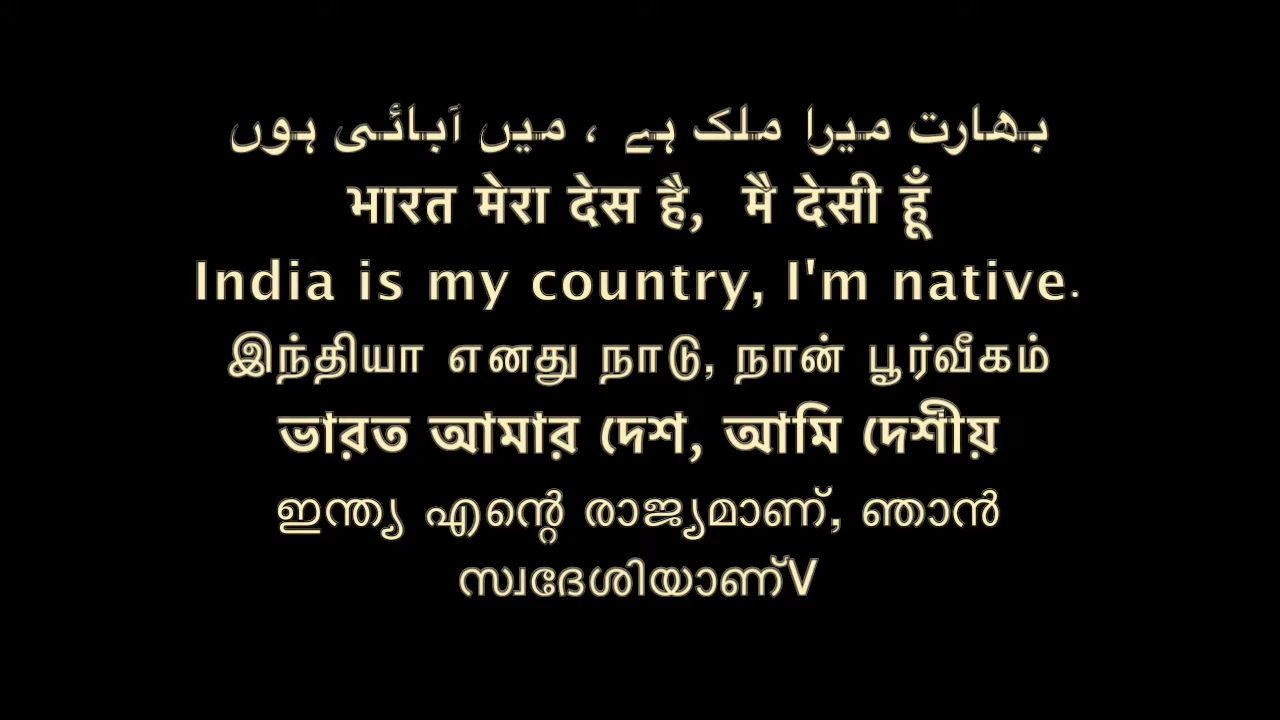 بھارت میرا ملک ہے ، میں آبائی ہوں
भारत मेरा देस है, मै देसी हूँ
India is my country, I'm native.
இந்தியா எனது நாடு, நான் பூர்வீகம்
ভারত আমার দেশ, আমি দেশীয়
ഇന്ത്യ എന്റെ രാജ്യമാണ്, ഞാൻ
സ്വദേശിയാണ്V